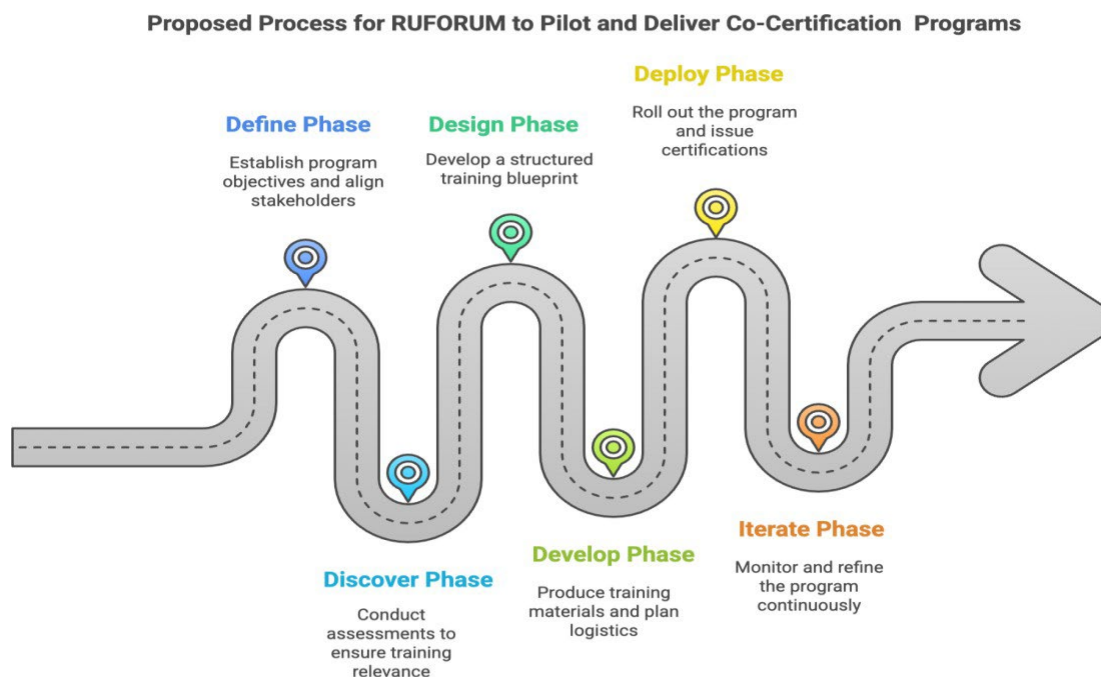 Proposed Process for RUFORUM to Pilot and Deliver Co-Certification Programs
Define Phase
Establish program
objectives and align
stakeholders
Discover Phase
Conduct
assessments to
ensure training
relevance
Design Phase
Develop a structured
training blueprint
Develop Phase
Produce training
materials and plan
logistics
Deploy Phase
Roll out the program
and issue
certifications
Iterate Phase
Monitor and refine
the program
continuously